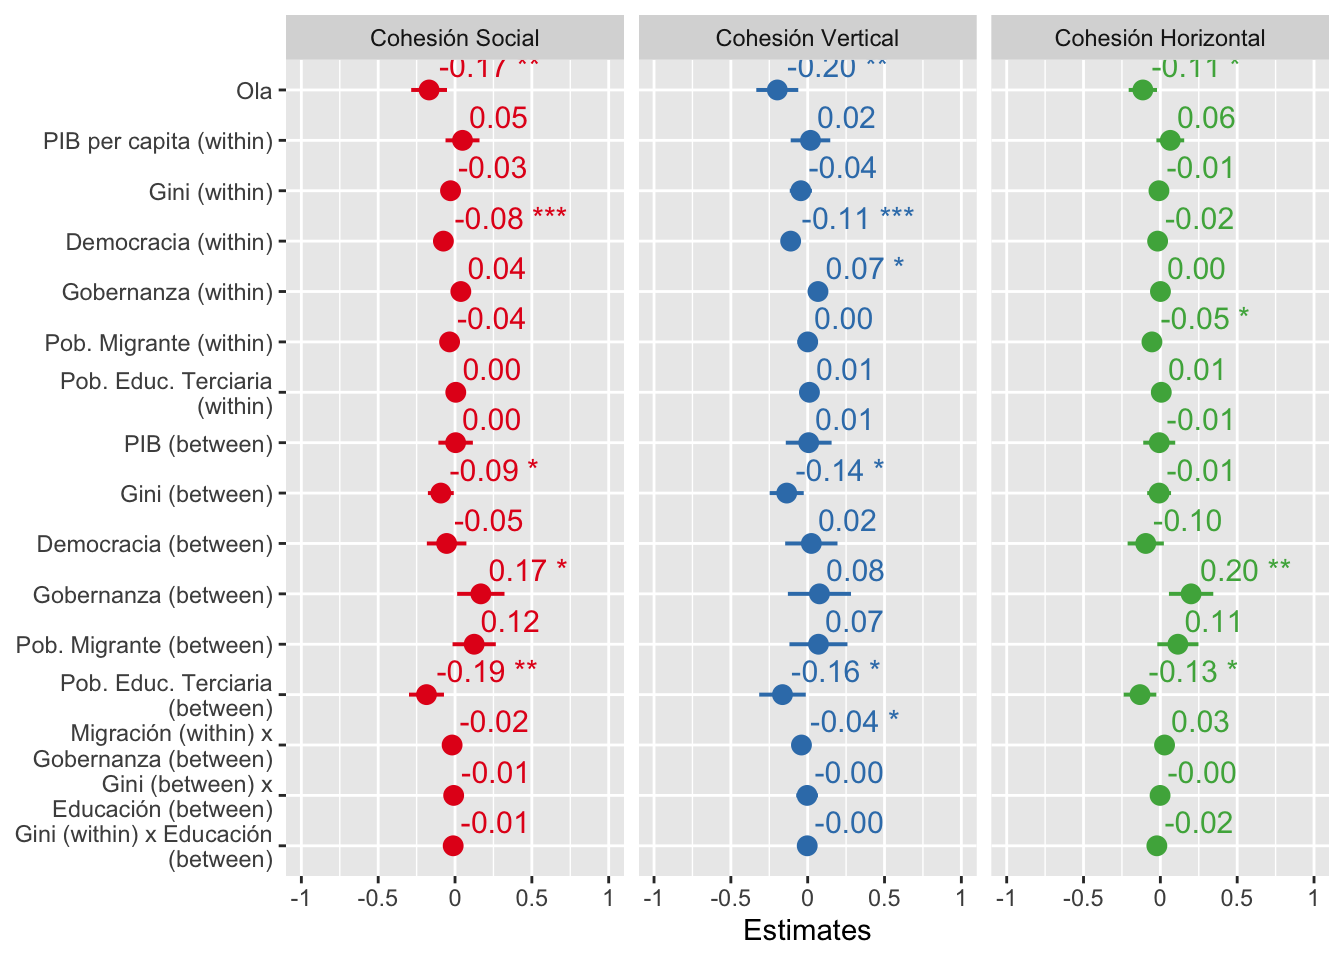 Cohesión Social Cohesión Vertical Cohesión Horizontal
Ola -0.17 ** -0.20 ** -0.11 *
PIB per capita (within) 0.05 0.02 0.06
Gini (within) -0.03 -0.04 -0.01
Democracia (within) -0.08 *** -0.11 *** -0.02
Gobernanza (within) 0.04 0.07 * 0.00
Pob. Migrante (within) -0.04 0.00 -0.05 *
Pob. Educ. Terciaria
(within) 0.00 0.01 0.01
PIB (between) 0.00 0.01 -0.01
Gini (between) -0.09 * -0.14 * -0.01
Democracia (between) -0.05 0.02 -0.10
Gobernanza (between) 0.17 * 0.08 0.20 **
Pob. Migrante (between) 0.12 0.07 0.11
Pob. Educ. Terciaria
(between) -0.19 ** -0.16 * -0.13 *
Migración (within) x
Gobernanza (between) -0.02 -0.04 * 0.03
Gini (between) x
Educación (between) -0.01 -0.00 -0.00
Gini (within) x Educación
(between) -0.01 -0.00 -0.02
-1 -0.5 0 0.5 1 -1 -0.5 0 0.5 1 -1 -0.5 0 0.5 1
Estimates